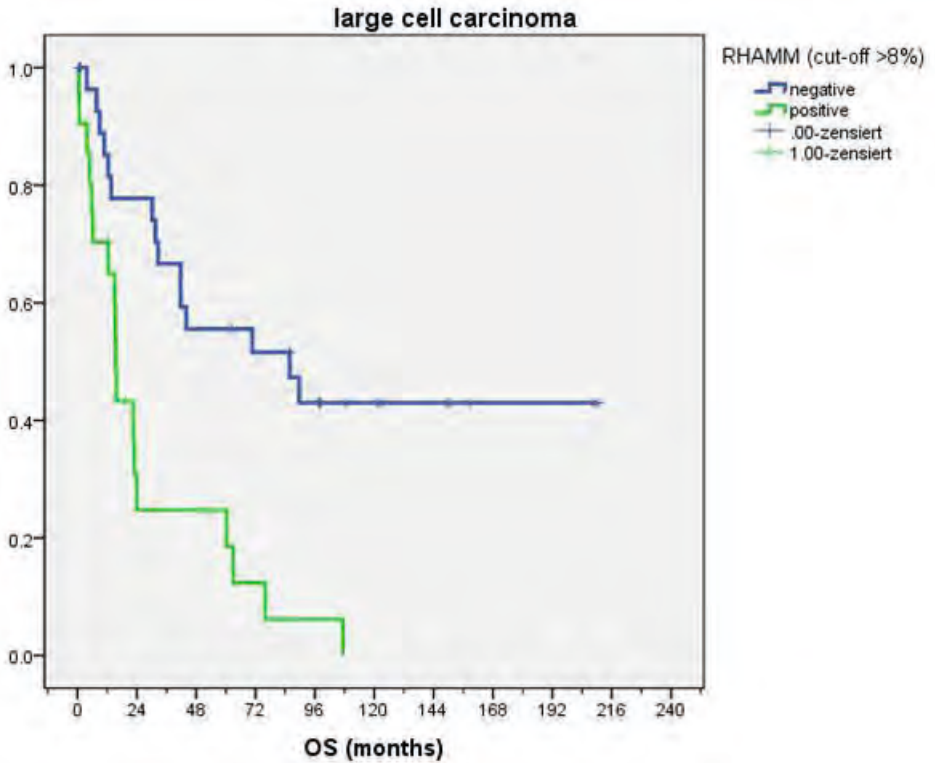 large cell carcinoma
RHAMM (cut-off >8%)
negative
positive
.00-zensiert
1.00-zensiert
1.0
0.8
0.6
0.4
0.2
0.0
0 24 48 72 96 120 144 168 192 216 240
OS (months)